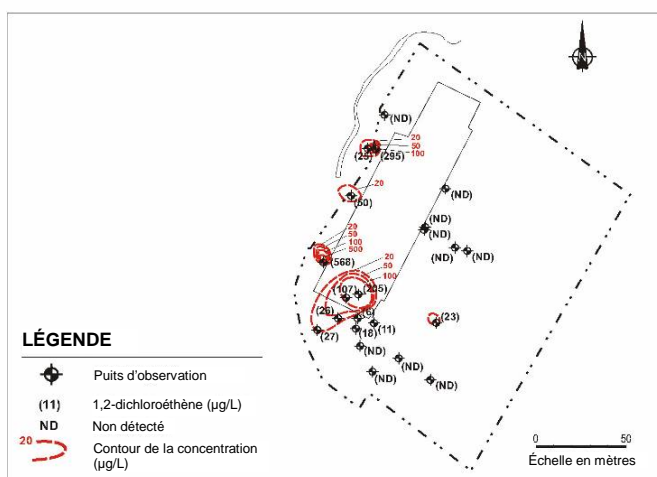 (ND)
20
50
(25)
(295)
100
20
(60)
(ND)
(ND)
(ND)
20
50
100
500
(ND)
(ND)
(568)
20
50
100
(107)
(205)
(26)
(6)
(11)
(23)
(27)
(18)
(ND)
(ND)
(ND)
(ND)
LÉGENDE
Puits d'observation
(11) 1,2-dichloroéthène (µg/L)
ND Non détecté
20 Contour de la concentration
(µg/L)
0 50
Échelle en mètres